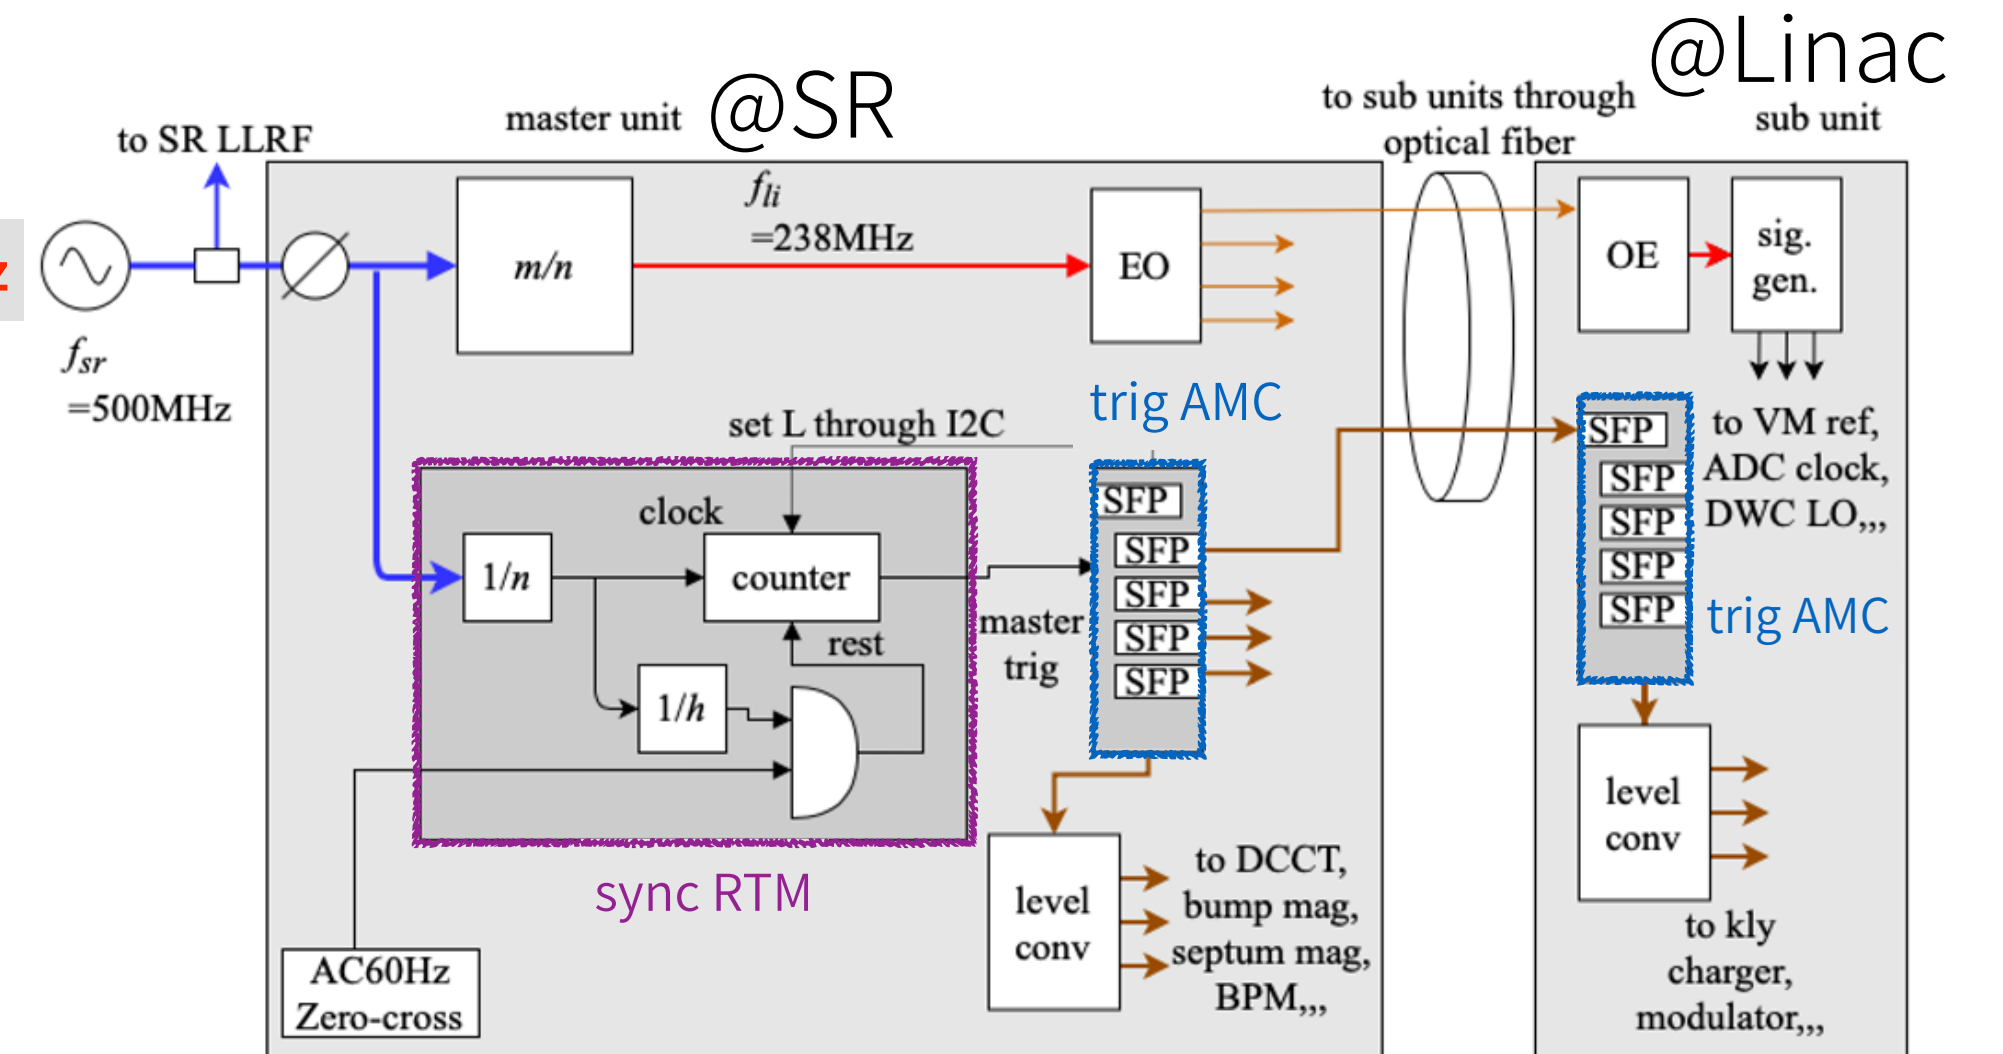 @Linac
@SR
to sub units through
optical fiber
master unit
sub unit
to SR LLRF
z
fsr
=500MHz
m/n
fli
=238MHz
EO
OE
sig.
gen.
trig AMC
set L through I2C
clock
1/n
counter
rest
1/h
master
trig
SFP
SFP
SFP
SFP
SFP
SFP
SFP
SFP
SFP
SFP
to VM ref,
ADC clock,
DWC LO,,,
trig AMC
sync RTM
AC60Hz
Zero-cross
level
conv
to DCCT,
bump mag,
septum mag,
BPM,,,
level
conv
to kly
charger,
modulator,,,